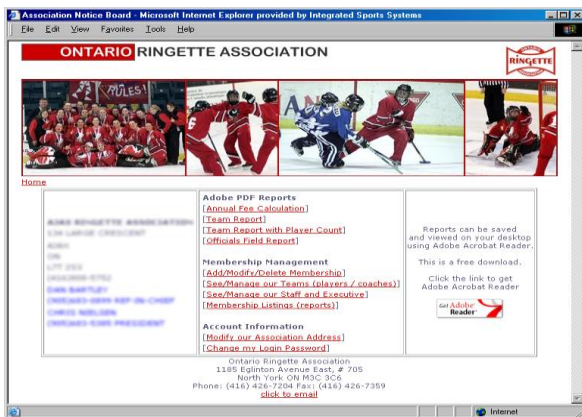 Association Notice Board - Microsoft Internet Explorer provided by Integrated Sports Systems
File Edit View Favorites Tools Help
ONTARIO RINGETTE ASSOCIATION
ONTARIO
RINGETTE
RULES!
Home
Adobe PDF Reports
[Annual Fee Calculation]
[Team Report]
[Team Report with Player Count]
[Officials Field Report]
Membership Management
[Add/Modify/Delete Membership]
[See/Manage our Teams (players / coaches)]
[See/Manage our Staff and Executive]
[Membership Listings (reports)]
Account Information
[Modify our Association Address]
[Change my Login Password]
Reports can be saved
and viewed on your desktop
using Adobe Acrobat Reader.
This is a free download.
Click the link to get
Adobe Acrobat Reader
Get Adobe
Reader
Ontario Ringette Association
1185 Eglinton Avenue East, # 705
North York ON M3C 3C6
Phone: (416) 426-7204 Fax: (416) 426-7359
click to email
Internet